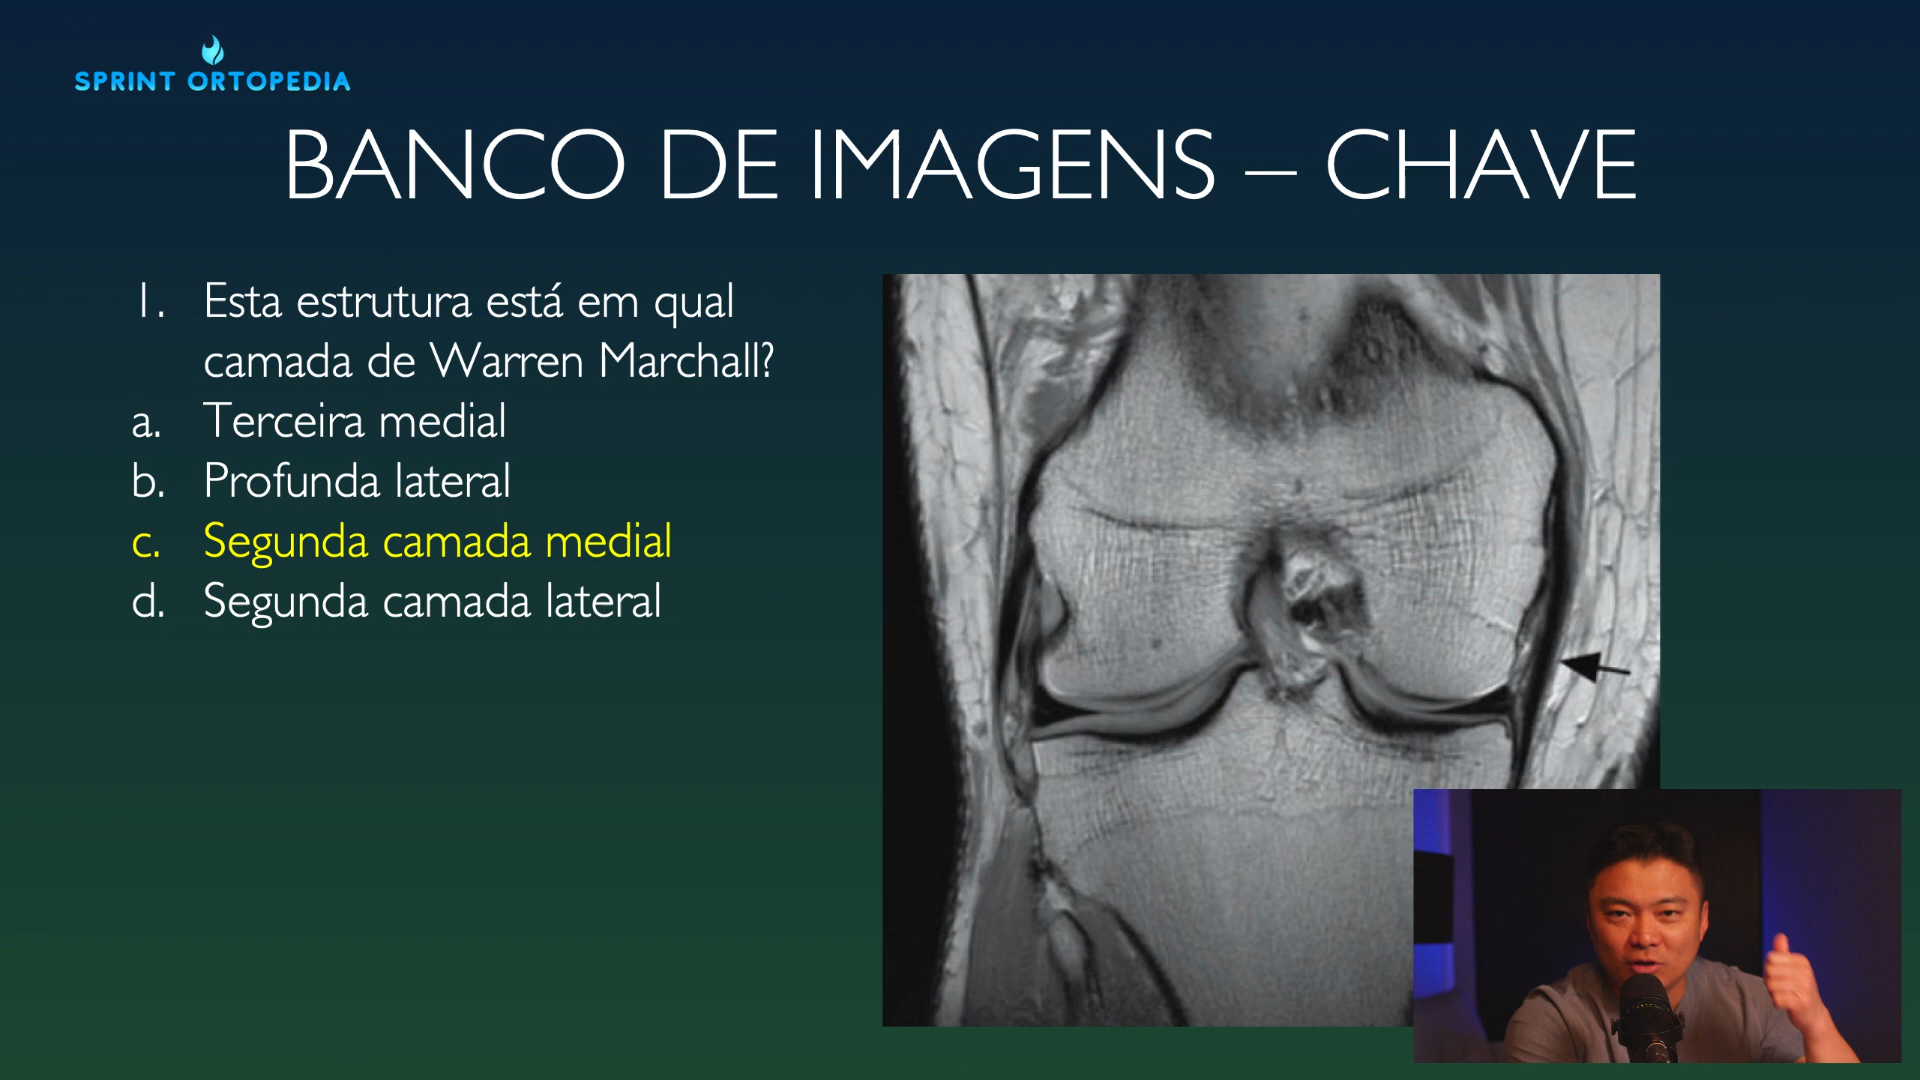 SPRINT ORTOPEDIA
BANCO DE IMAGENS – CHAVE
1. Esta estrutura está em qual
camada de Warren Marchall?
a. Terceira medial
b. Profunda lateral
c. Segunda camada medial
d. Segunda camada lateral